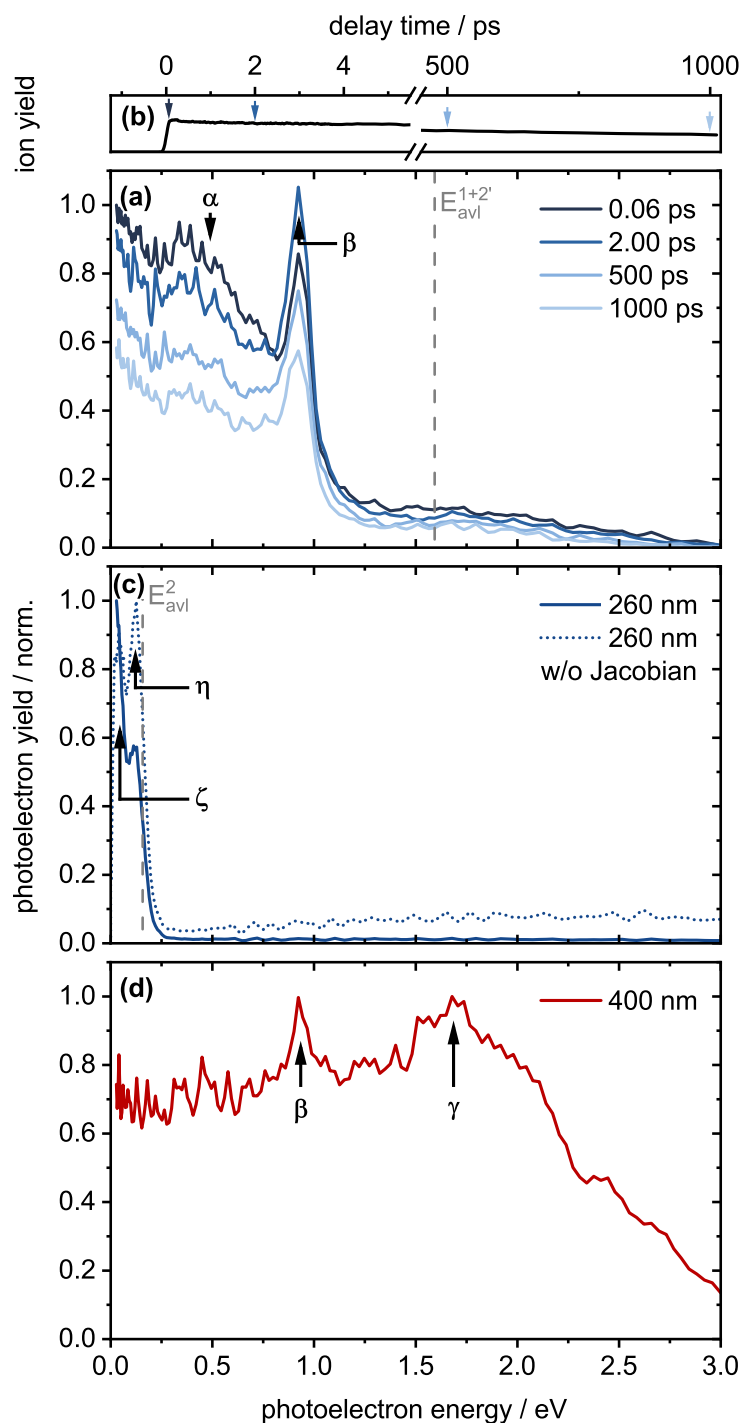 delay time / ps
0 2 4 500 1000
ion yield
(b)
(a)
α
β
E_avl^1+2'
0.06 ps
2.00 ps
500 ps
1000 ps
1.0
0.8
0.6
0.4
0.2
0.0
(c)
E_avl^2
260 nm
260 nm
w/o Jacobian
η
ζ
1.0
0.8
0.6
0.4
0.2
0.0
photoelectron yield / norm.
(d)
400 nm
β
γ
1.0
0.8
0.6
0.4
0.2
0.0
0.0 0.5 1.0 1.5 2.0 2.5 3.0
photoelectron energy / eV